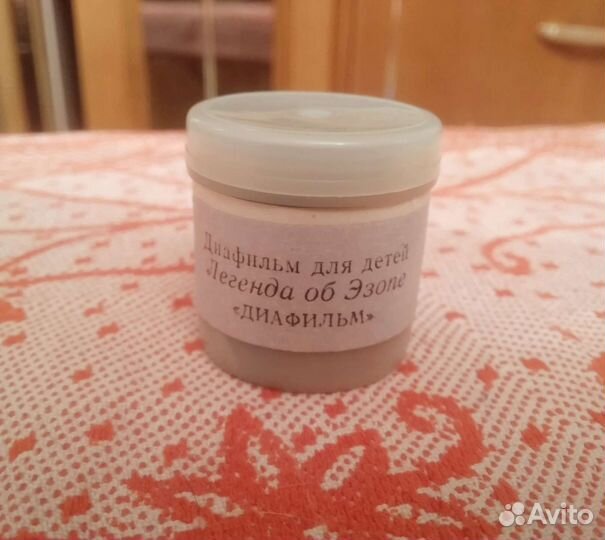 Диафильм для детей
Легенда об Эзопе
«ДИАФИЛЬМ»
Avito